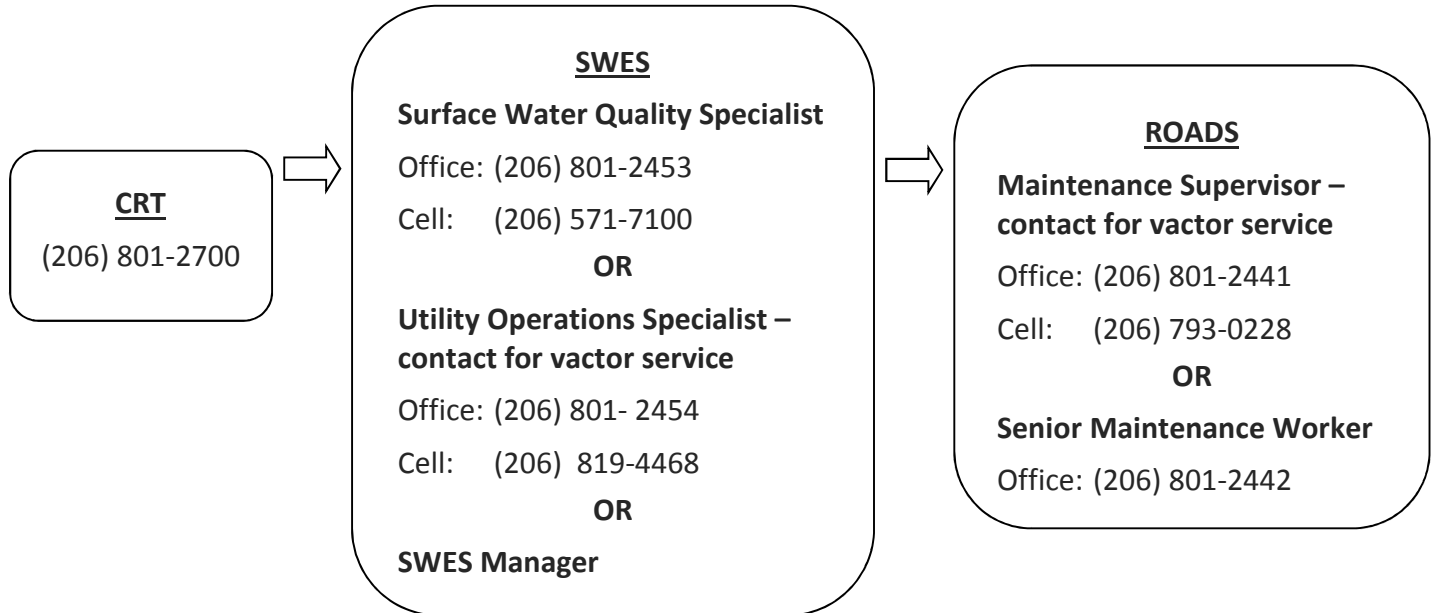 CRT
(206) 801-2700
SWES
Surface Water Quality Specialist
Office: (206) 801-2453
Cell: (206) 571-7100
OR
Utility Operations Specialist –
contact for vactor service
Office: (206) 801- 2454
Cell: (206) 819-4468
OR
SWES Manager
ROADS
Maintenance Supervisor –
contact for vactor service
Office: (206) 801-2441
Cell: (206) 793-0228
OR
Senior Maintenance Worker
Office: (206) 801-2442